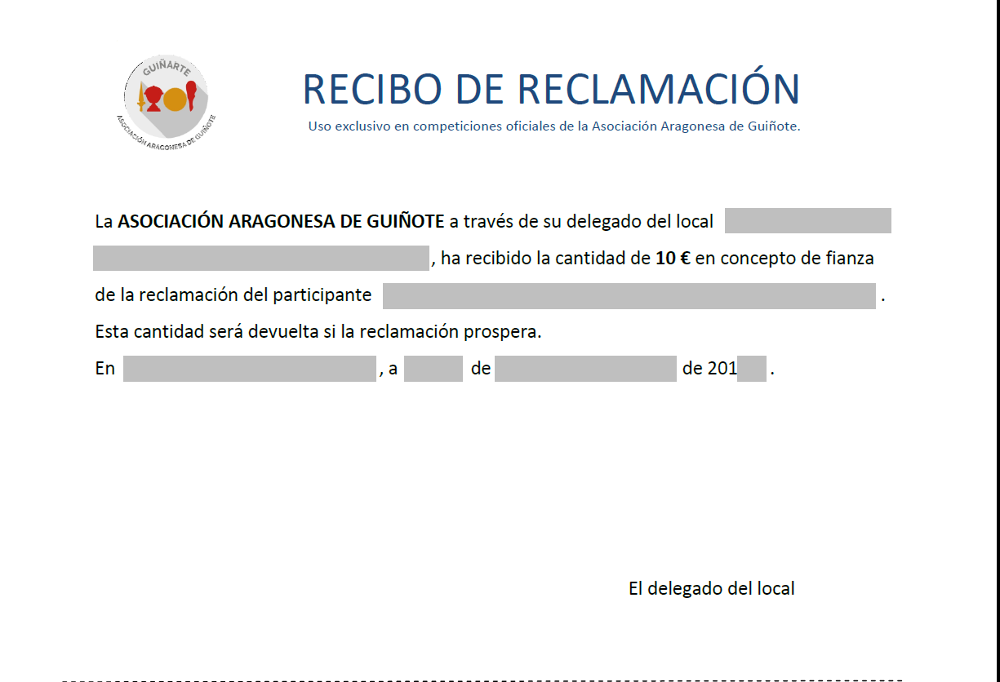 GUIÑARTE
ASOCIACIÓN ARAGONESA DE GUIÑOTE
RECIBO DE RECLAMACIÓN
Uso exclusivo en competiciones oficiales de la Asociación Aragonesa de Guiñote.
La ASOCIACIÓN ARAGONESA DE GUIÑOTE a través de su delegado del local
, ha recibido la cantidad de 10 € en concepto de fianza
de la reclamación del participante .
Esta cantidad será devuelta si la reclamación prospera.
En , a de de 201 .
El delegado del local